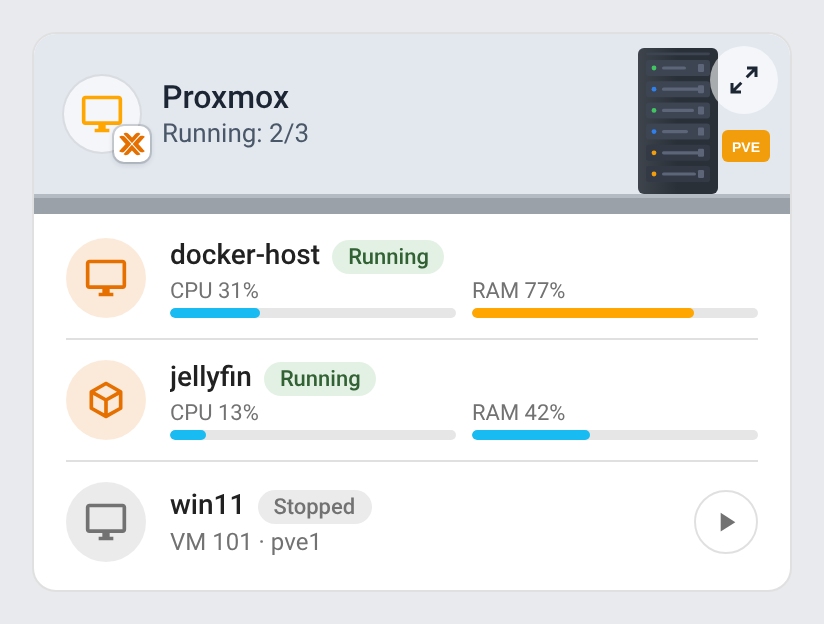 Proxmox
Running: 2/3
PVE
docker-host Running
CPU 31% RAM 77%
jellyfin Running
CPU 13% RAM 42%
win11 Stopped
VM 101 · pve1